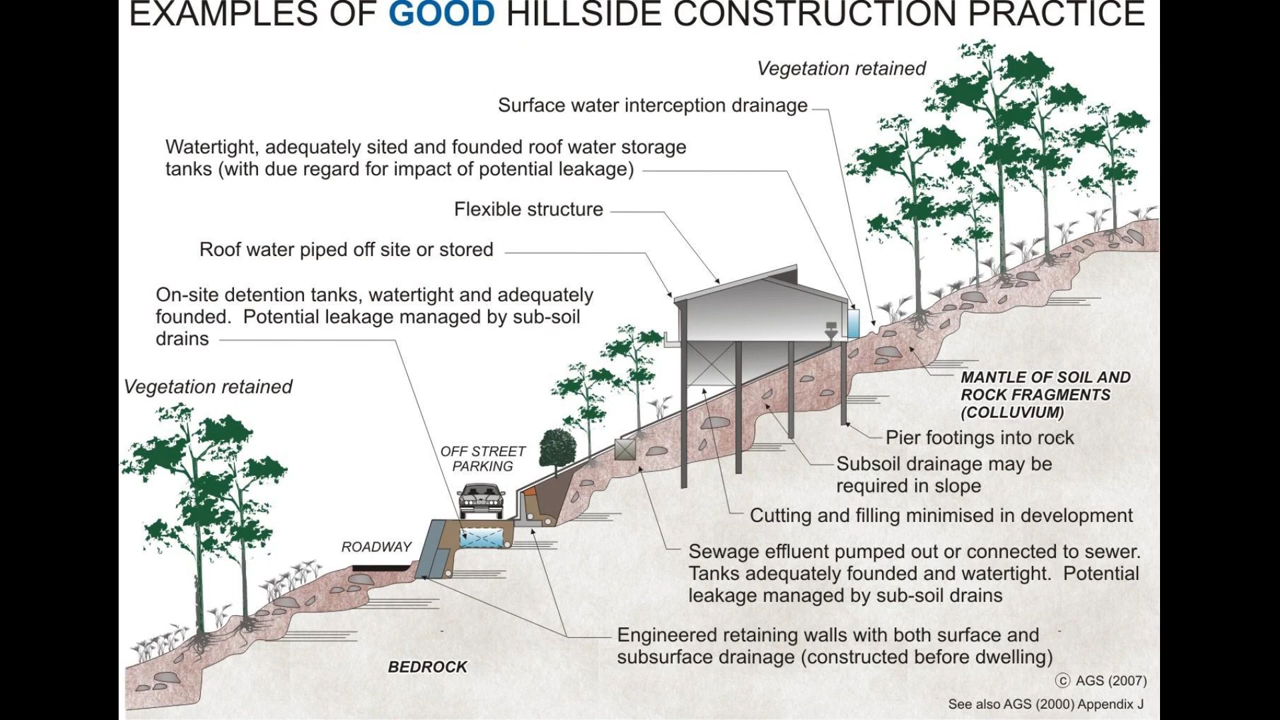 EXAMPLES OF GOOD HILLSIDE CONSTRUCTION PRACTICE
Vegetation retained
Surface water interception drainage
Watertight, adequately sited and founded roof water storage
tanks (with due regard for impact of potential leakage)
Flexible structure
Roof water piped off site or stored
On-site detention tanks, watertight and adequately
founded. Potential leakage managed by sub-soil
drains
Vegetation retained
MANTLE OF SOIL AND
ROCK FRAGMENTS
(COLLUVIUM)
Pier footings into rock
OFF STREET
PARKING
Subsoil drainage may be
required in slope
Cutting and filling minimised in development
ROADWAY
Sewage effluent pumped out or connected to sewer.
Tanks adequately founded and watertight. Potential
leakage managed by sub-soil drains
Engineered retaining walls with both surface and
subsurface drainage (constructed before dwelling)
BEDROCK
© AGS (2007)
See also AGS (2000) Appendix J